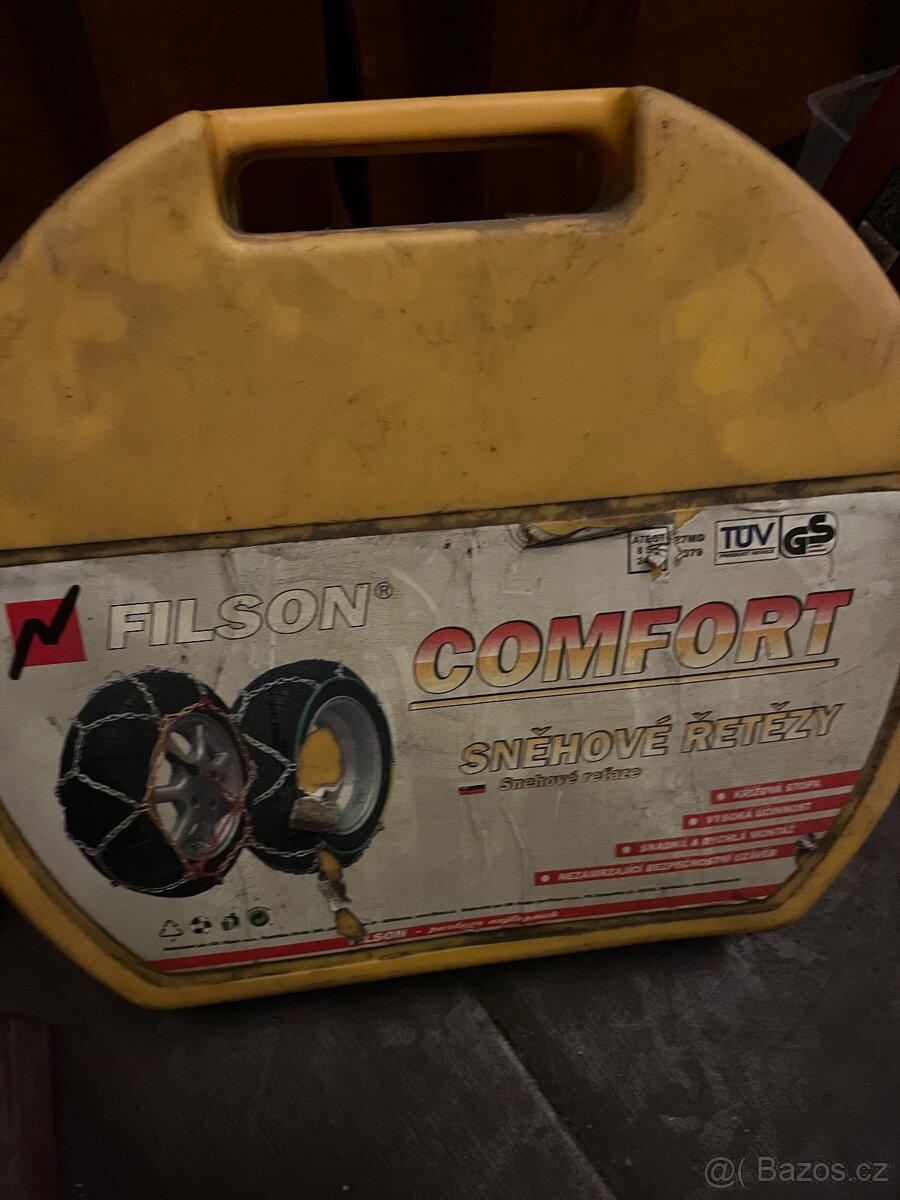 TÜV
GS
FILSON®
COMFORT
SNĚHOVÉ ŘETĚZY
Snehové reťaze
KŘÍŽOVÁ STOPA
VYSOKÁ ÚČINNOST
SNADNÁ A RYCHLÁ MONTÁŽ
NEZAMRZAJÍCÍ BEZPEČNOSTNÍ UZÁVĚR
@( Bazos.cz